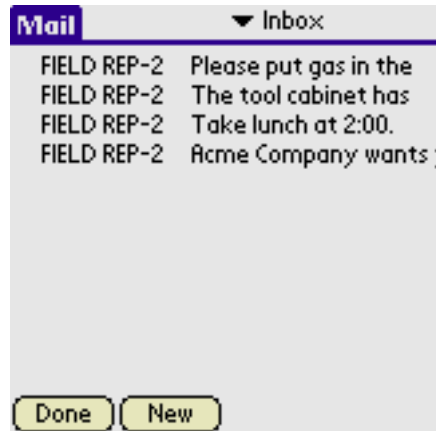 Mail Inbox
FIELD REP-2 Please put gas in the
FIELD REP-2 The tool cabinet has
FIELD REP-2 Take lunch at 2:00.
FIELD REP-2 Acme Company wants
Done New